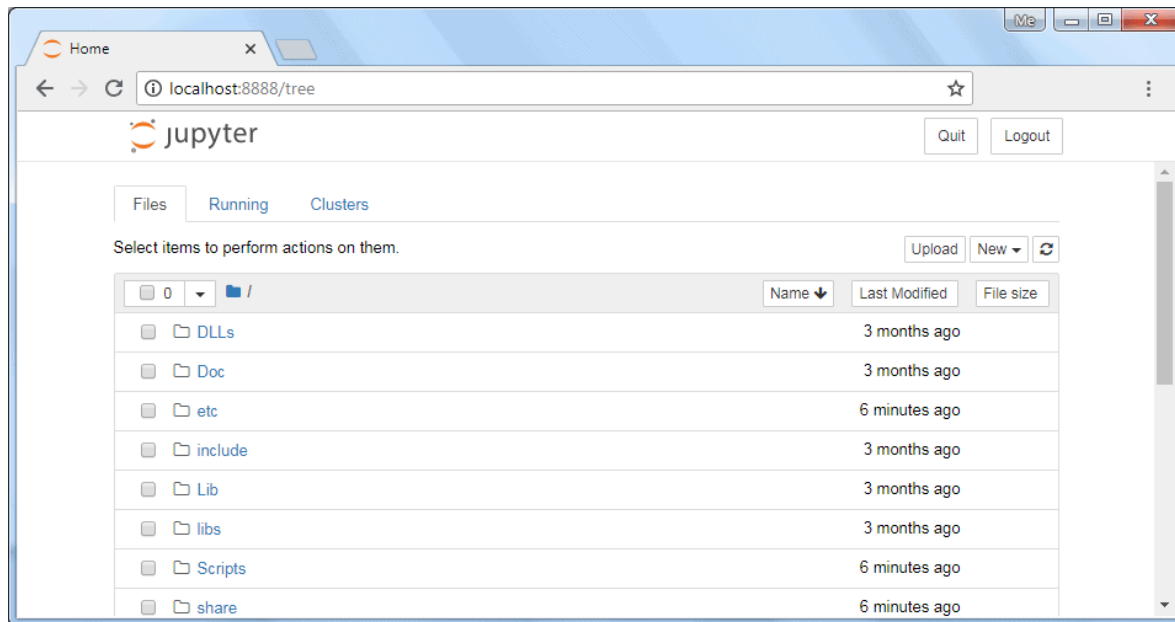 Me
Home
localhost:8888/tree
jupyter
Quit Logout
Files Running Clusters
Select items to perform actions on them.
Upload New
0 / Name Last Modified File size
DLLs 3 months ago
Doc 3 months ago
etc 6 minutes ago
include 3 months ago
Lib 3 months ago
libs 3 months ago
Scripts 6 minutes ago
share 6 minutes ago